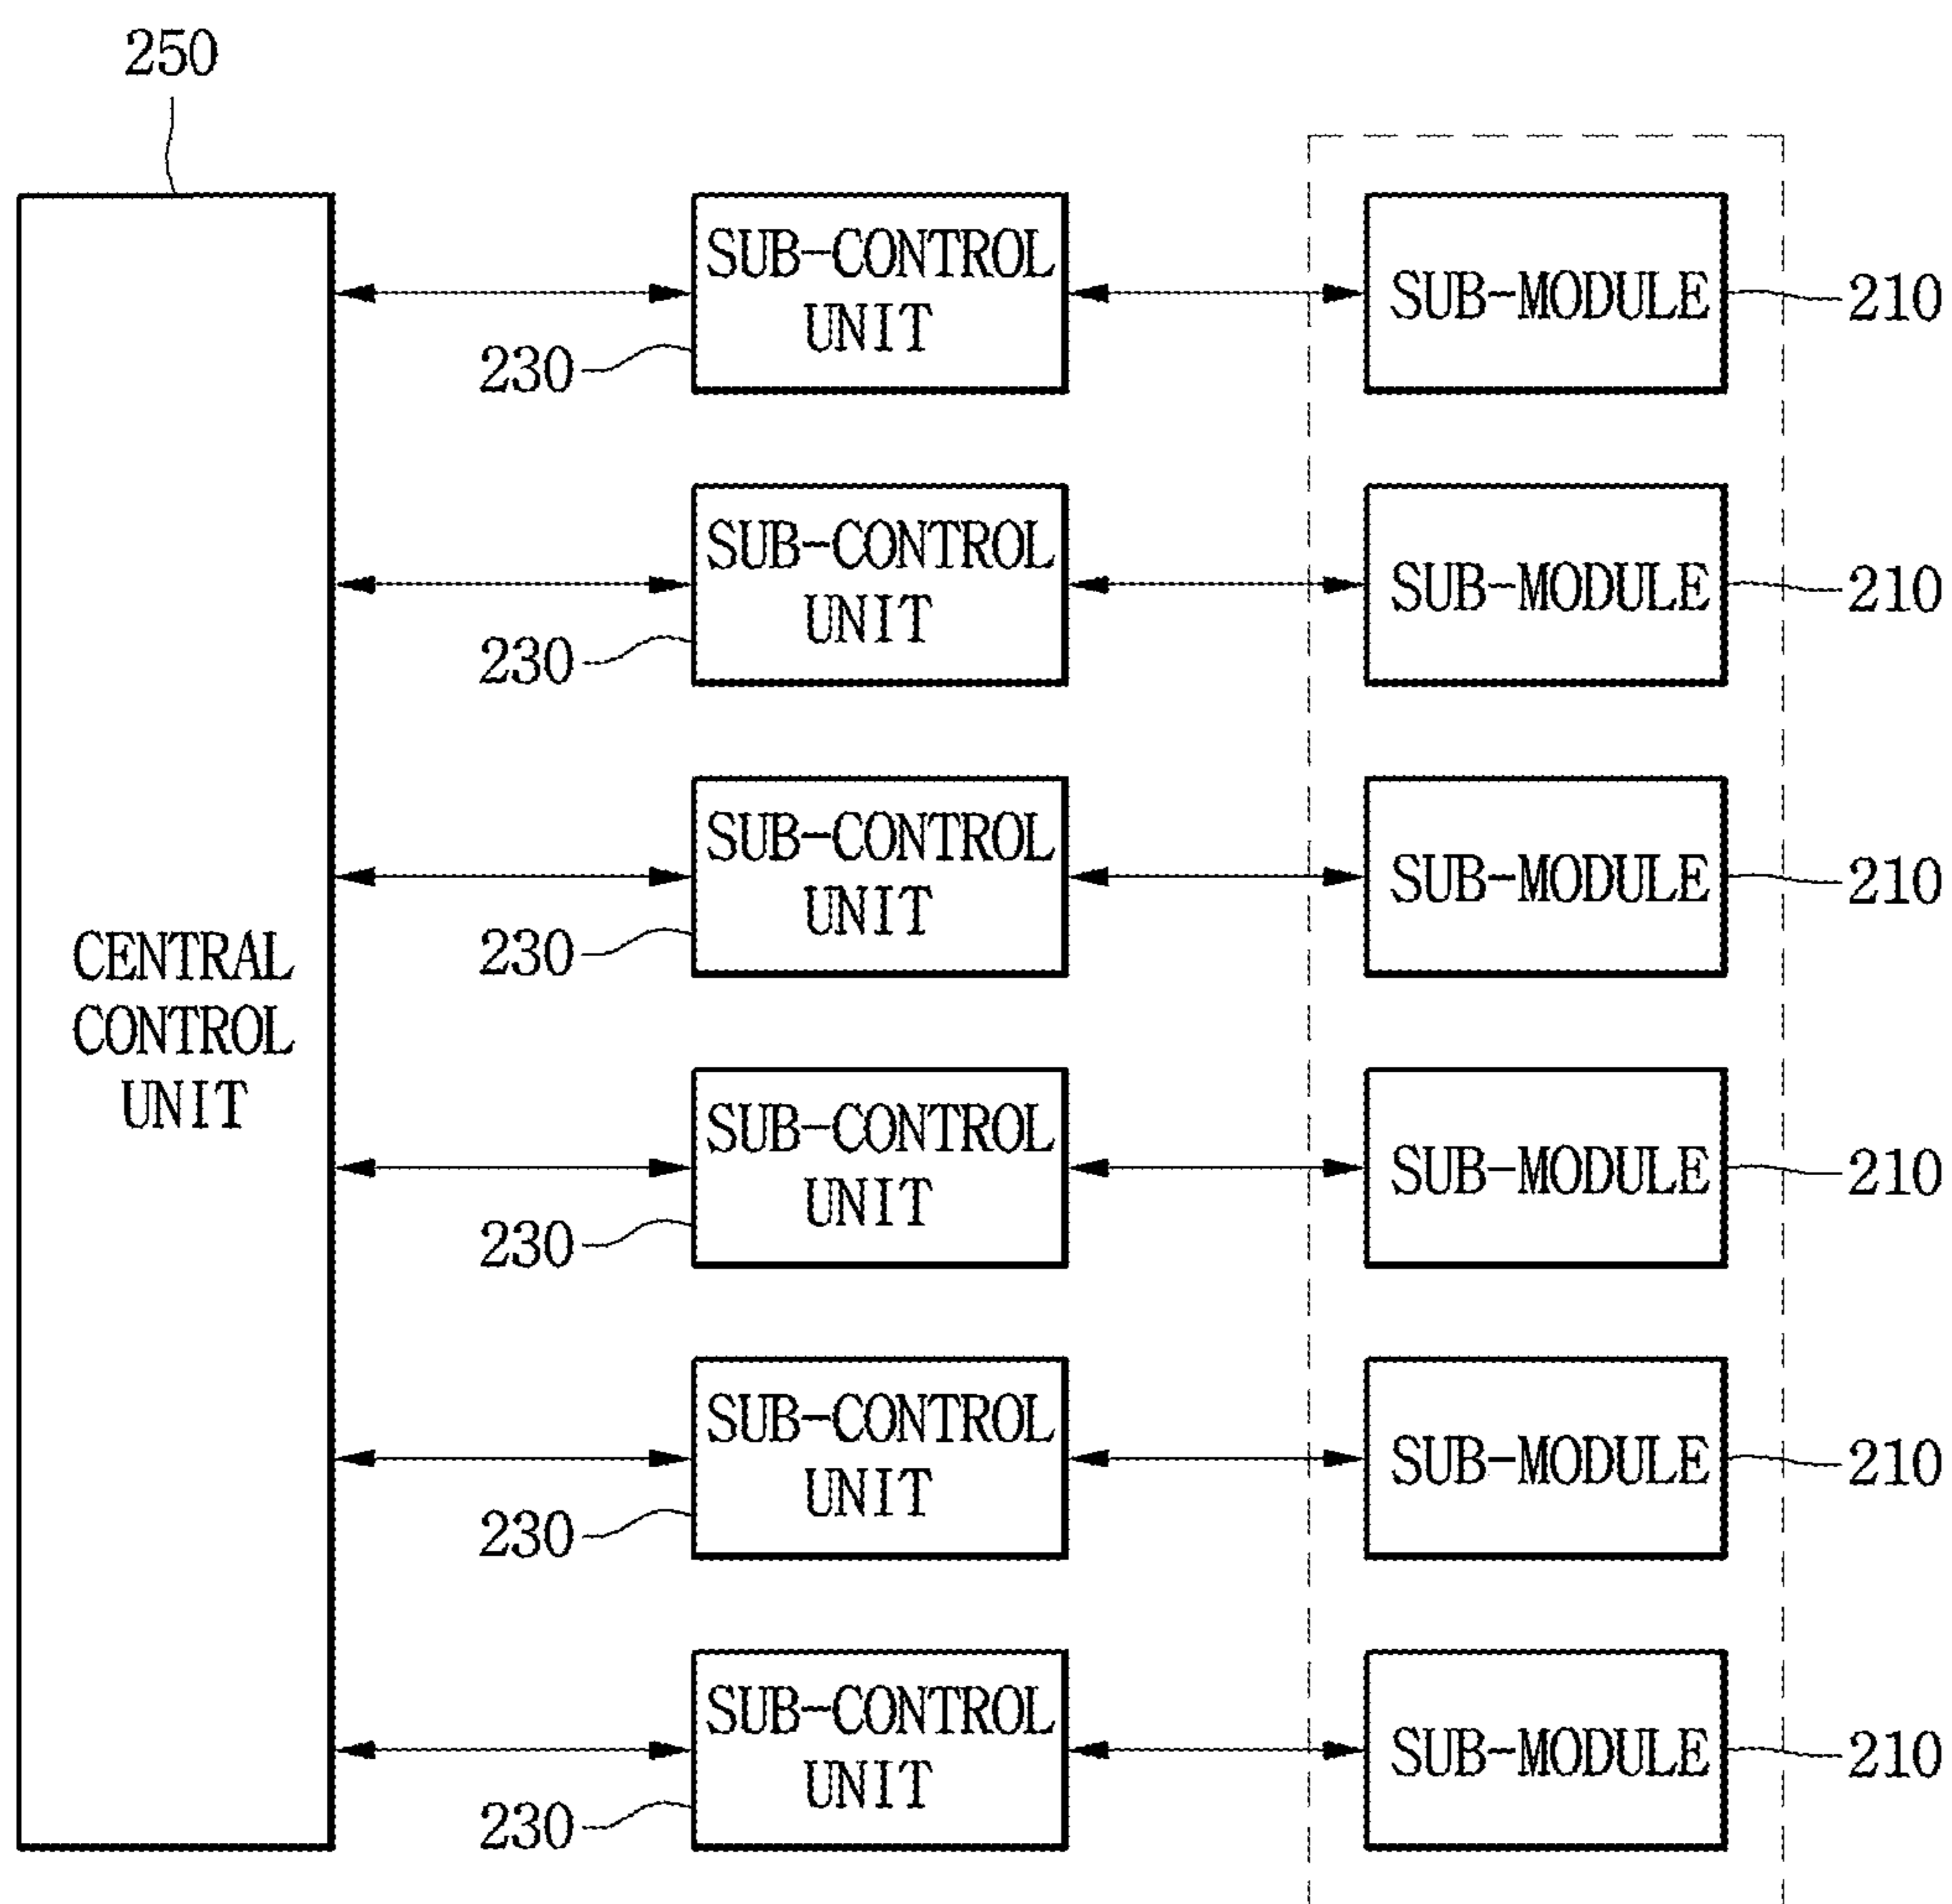 250
SUB-CONTROL
UNIT
230
SUB-MODULE
210
SUB-CONTROL
UNIT
230
SUB-MODULE
210
SUB-CONTROL
UNIT
230
SUB-MODULE
210
CENTRAL
CONTROL
UNIT
SUB-CONTROL
UNIT
230
SUB-MODULE
210
SUB-CONTROL
UNIT
230
SUB-MODULE
210
SUB-CONTROL
UNIT
230
SUB-MODULE
210